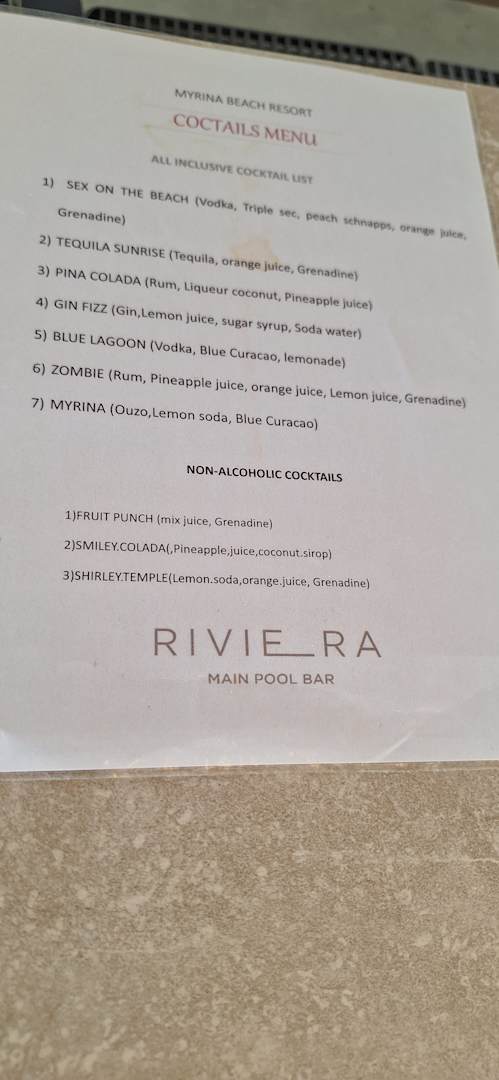 MYRINA BEACH RESORT
COCTAILS MENU
ALL INCLUSIVE COCKTAIL LIST
1) SEX ON THE BEACH (Vodka, Triple sec, peach schnapps, orange juice,
Grenadine)
2) TEQUILA SUNRISE (Tequila, orange juice, Grenadine)
3) PINA COLADA (Rum, Liqueur coconut, Pineapple juice)
4) GIN FIZZ (Gin,Lemon juice, sugar syrup, Soda water)
5) BLUE LAGOON (Vodka, Blue Curacao, lemonade)
6) ZOMBIE (Rum, Pineapple juice, orange juice, Lemon juice, Grenadine)
7) MYRINA (Ouzo,Lemon soda, Blue Curacao)
NON-ALCOHOLIC COCKTAILS
1)FRUIT PUNCH (mix juice, Grenadine)
2)SMILEY.COLADA(,Pineapple,juice,coconut.sirop)
3)SHIRLEY.TEMPLE(Lemon.soda,orange.juice, Grenadine)
RIVIE_RA
MAIN POOL BAR